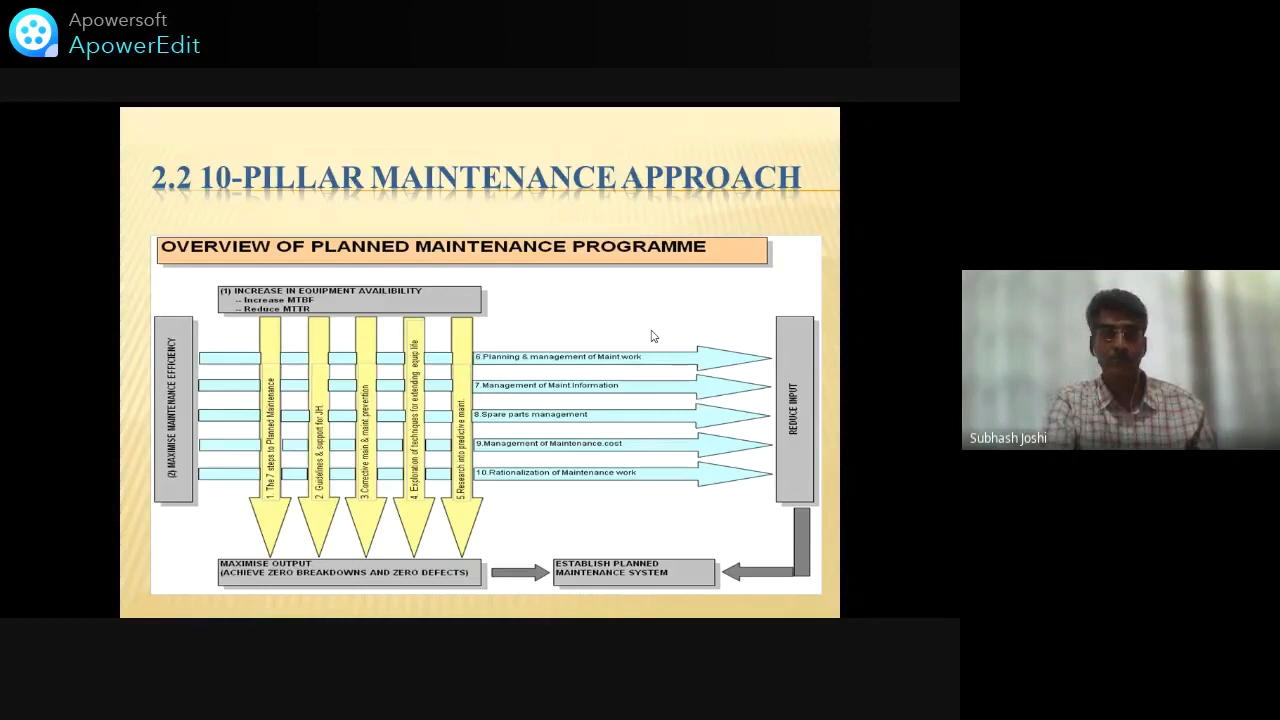 Apowersoft
ApowerEdit
2.2 10-PILLAR MAINTENANCE APPROACH
OVERVIEW OF PLANNED MAINTENANCE PROGRAMME
(1) INCREASE IN EQUIPMENT AVAILIBILITY
-- Increase MTBF
-- Reduce MTTR
(2) MAXIMISE MAINTENANCE EFFICIENCY
1. The 7 steps to Planned Maintenance
2. Guidelines & support for JH.
3.Corrective main & maint prevention
4. Exploration of techniques for extending equip life
5.Research into predictive maint.
6.Planning & management of Maint.work
7.Management of Maint.Information
8.Spare parts management
9.Management of Maintenance.cost
10.Rationalization of Maintenance work
REDUCE INPUT
MAXIMISE OUTPUT
(ACHIEVE ZERO BREAKDOWNS AND ZERO DEFECTS)
ESTABLISH PLANNED
MAINTENANCE SYSTEM
Subhash Joshi